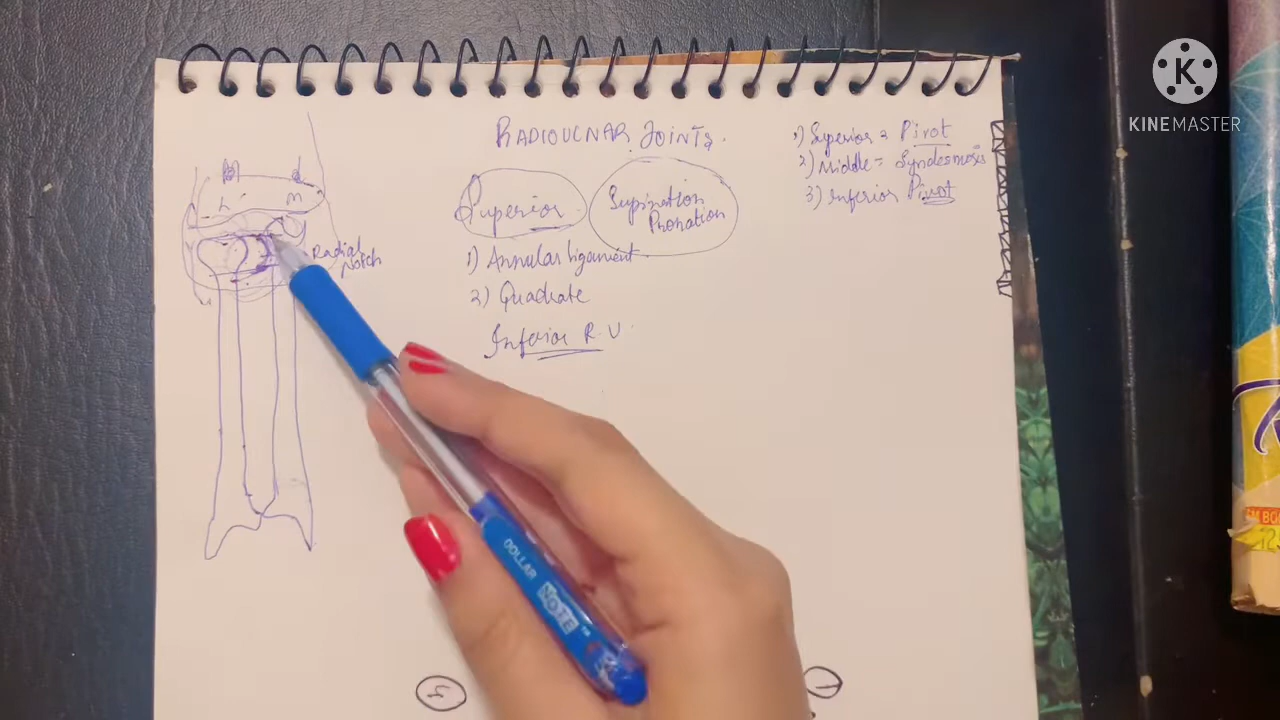 RADIOULNAR JOINTS.
Superior
Supination
Pronation
1) Annular ligament
2) Quadrate
Inferior R.U.
1) Superior = Pivot
2) Middle = Syndesmosis
3) Inferior Pivot
L m
Radial
Notch
KINEMASTER
DOLLAR
NOTE